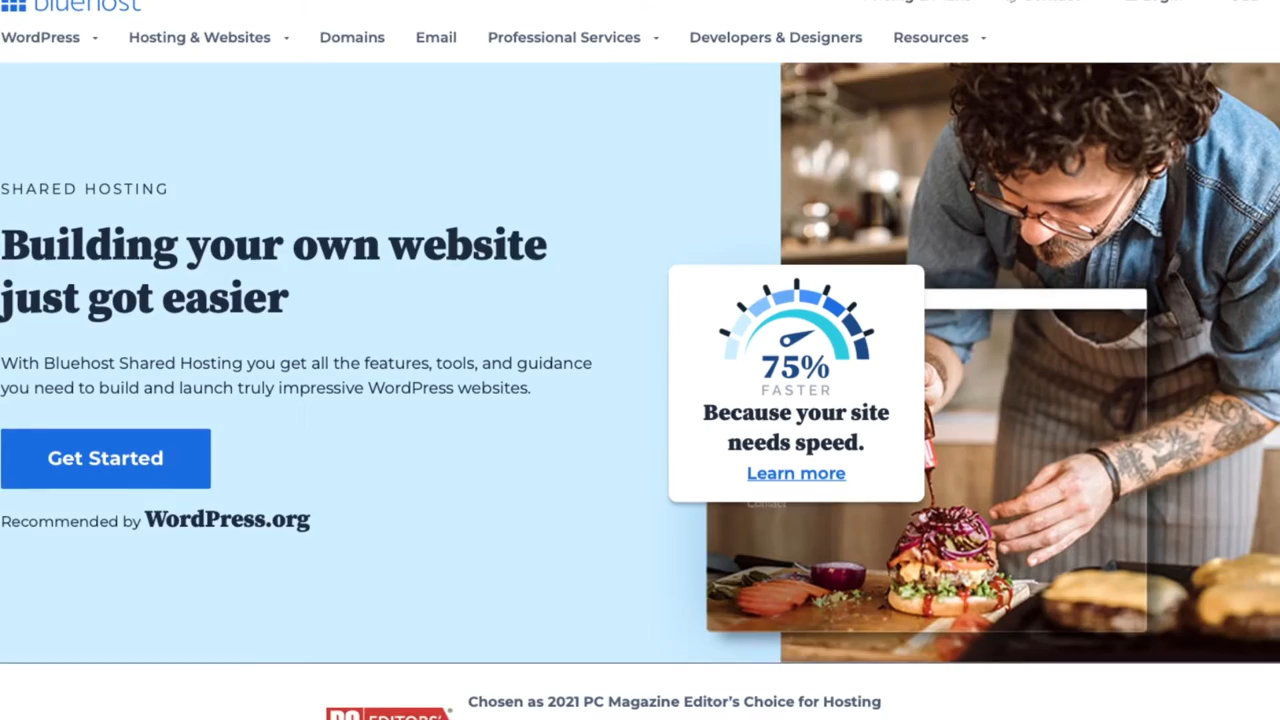 bluehost
WordPress
Hosting & Websites
Domains
Email
Professional Services
Developers & Designers
Resources
SHARED HOSTING
Building your own website
just got easier
With Bluehost Shared Hosting you get all the features, tools, and guidance
you need to build and launch truly impressive WordPress websites.
Get Started
Recommended by WordPress.org
75%
FASTER
Because your site
needs speed.
Learn more
Contact
Chosen as 2021 PC Magazine Editor’s Choice for Hosting
EDITORS'